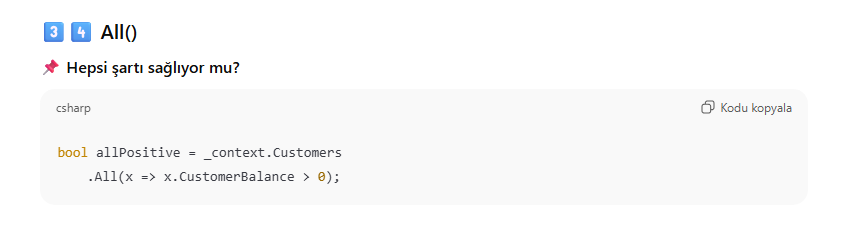 3️⃣ 4️⃣ All()
📌 Hepsi şartı sağlıyor mu?
csharp
Kodu kopyala
bool allPositive = _context.Customers
.All(x => x.CustomerBalance > 0);